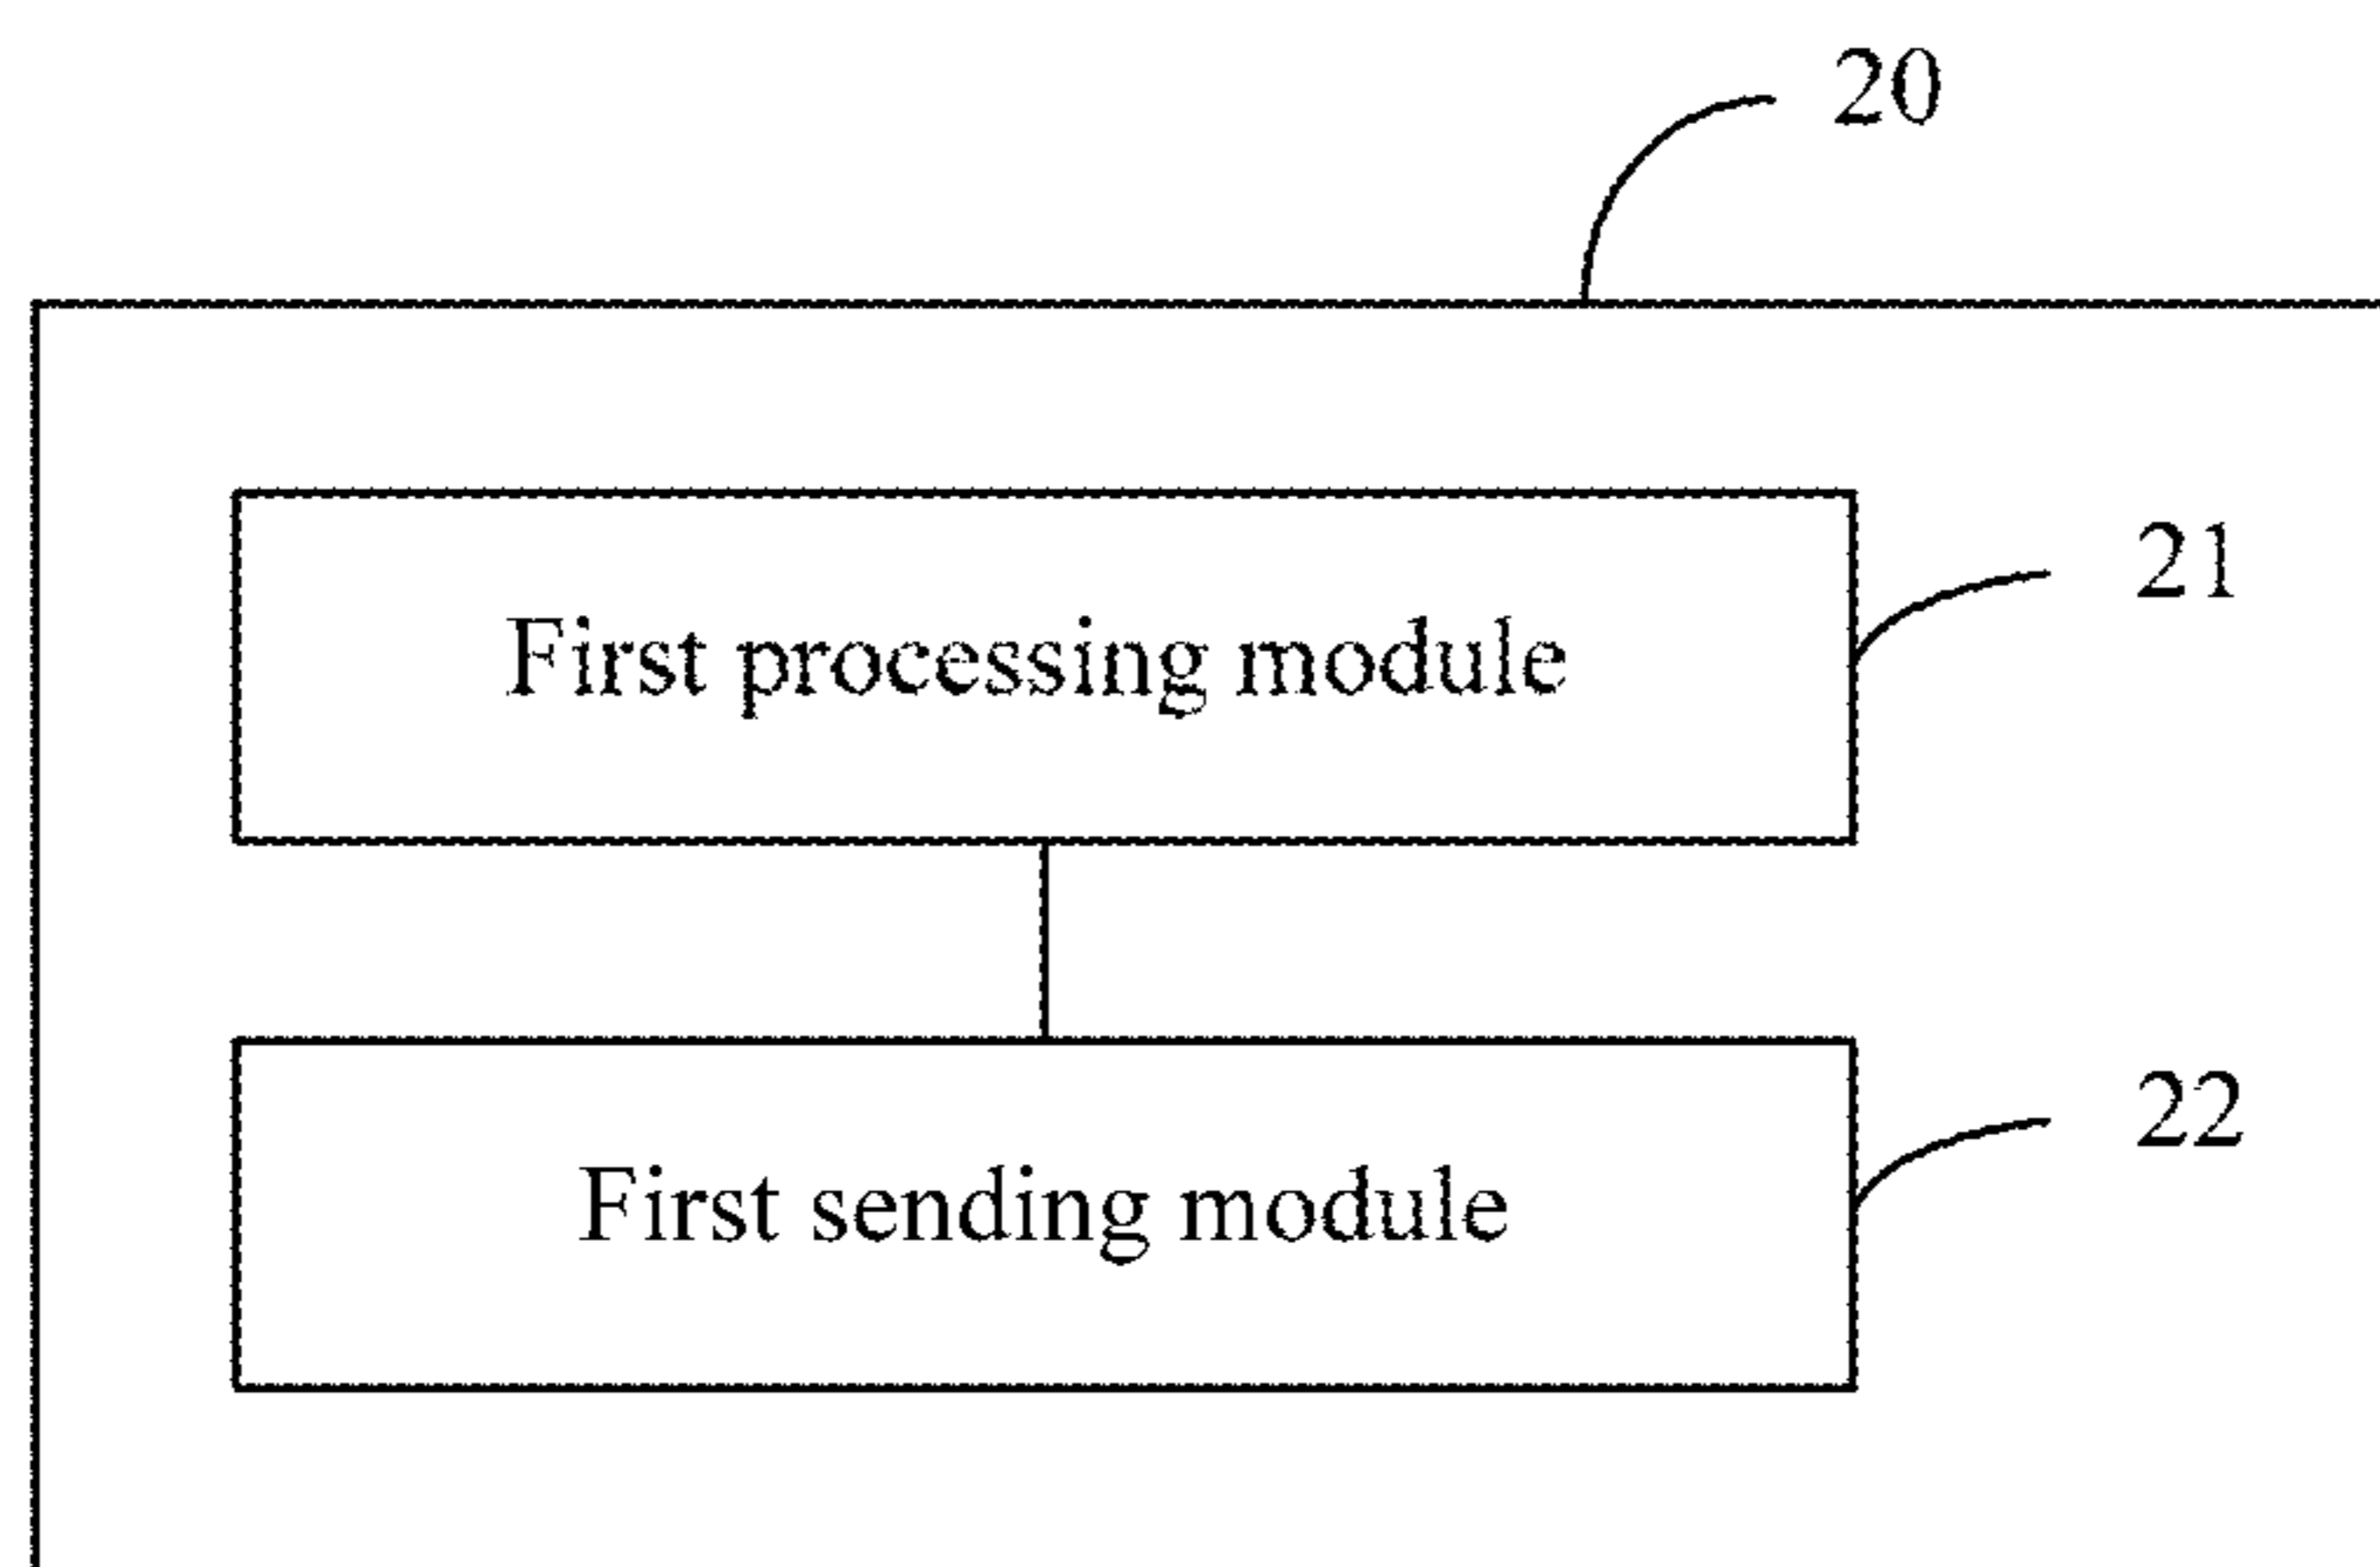 20
First processing module
21
First sending module
22